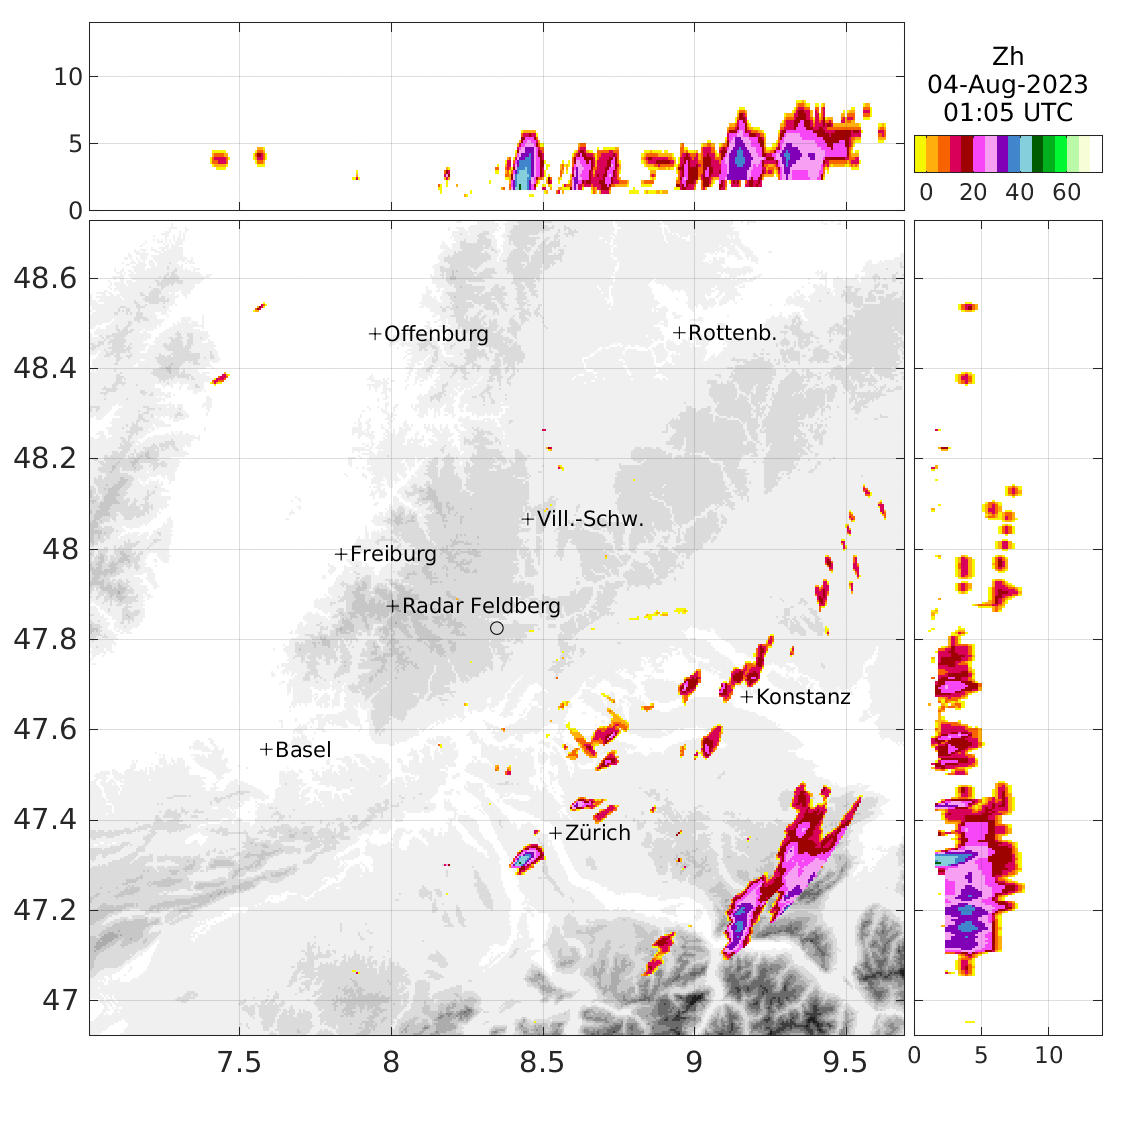 10
5
0
Zh
04-Aug-2023
01:05 UTC
0 20 40 60
48.6
48.4
48.2
48
47.8
47.6
47.4
47.2
47
+Offenburg
+Rottenb.
+Vill.-Schw.
+Freiburg
+Radar Feldberg
+Konstanz
+Basel
+Zürich
7.5 8 8.5 9 9.5
0 5 10